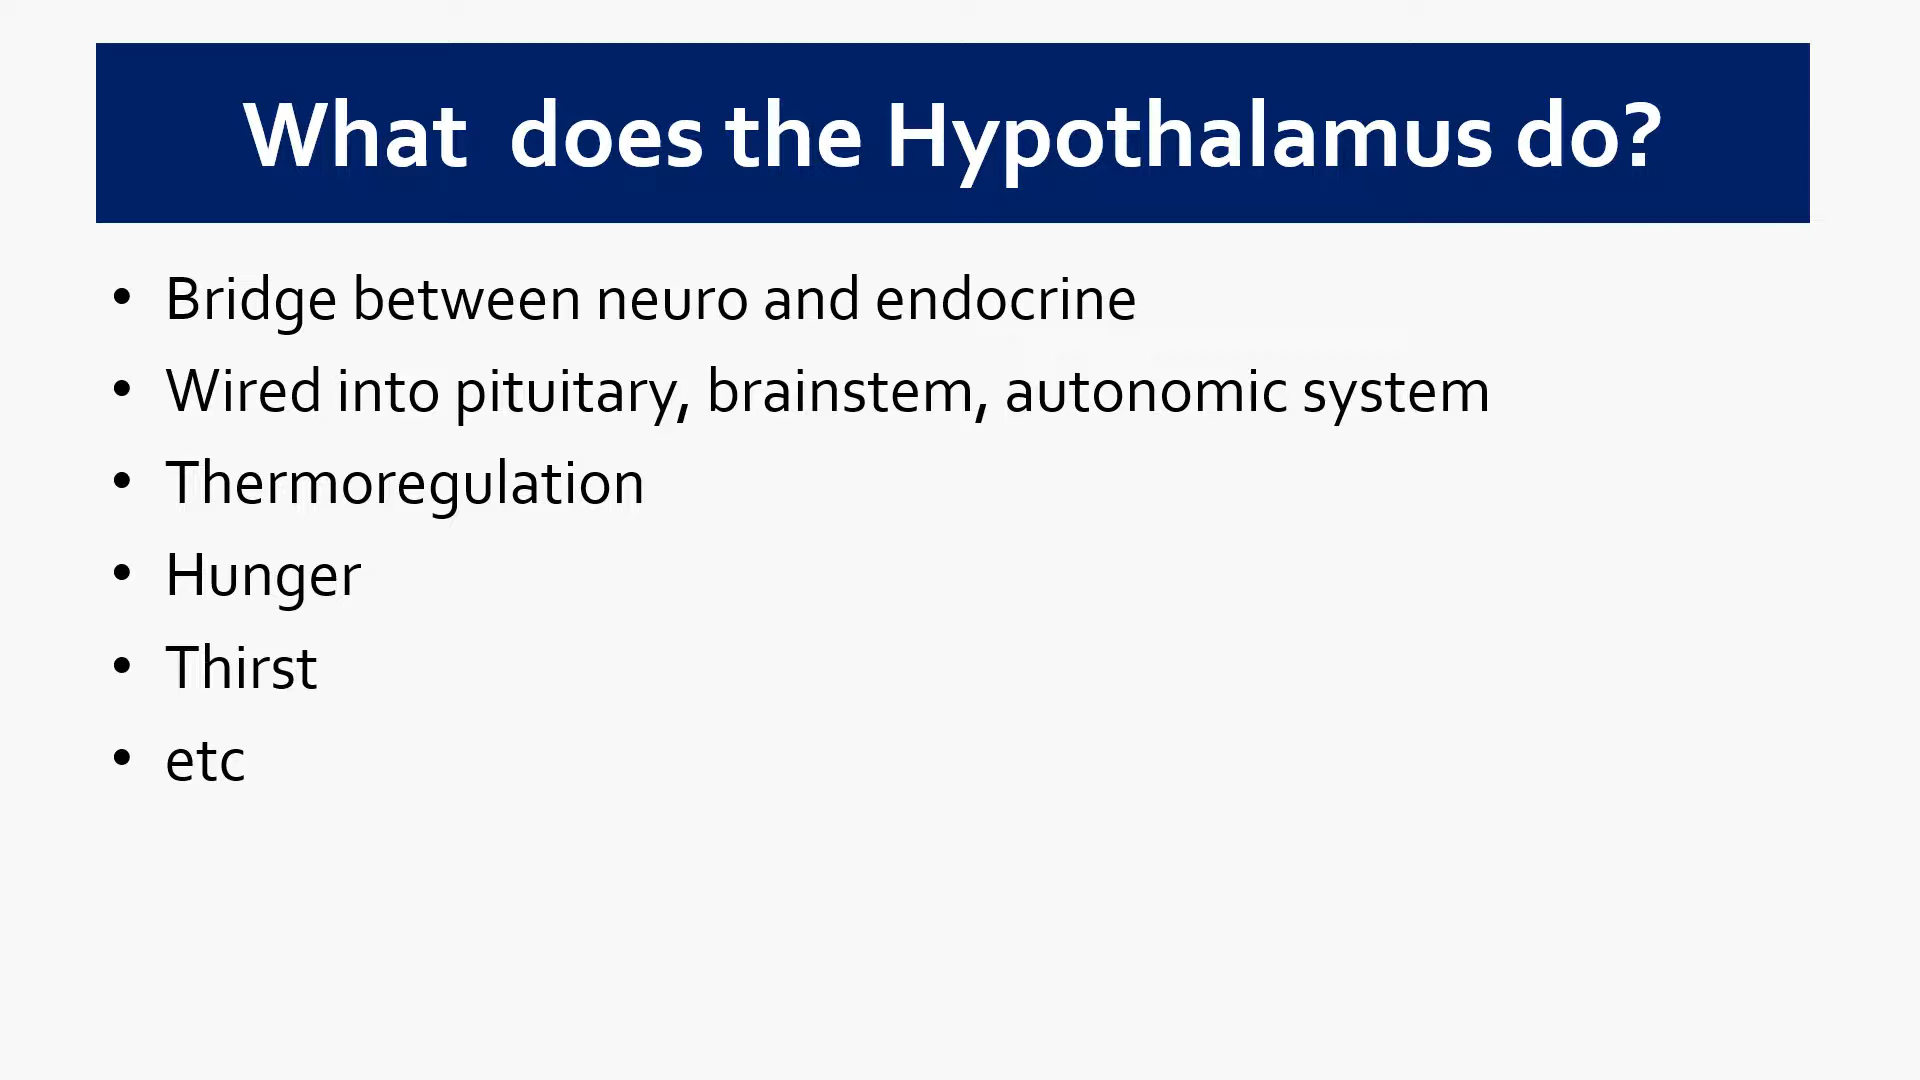 What does the Hypothalamus do?
• Bridge between neuro and endocrine
• Wired into pituitary, brainstem, autonomic system
• Thermoregulation
• Hunger
• Thirst
• etc